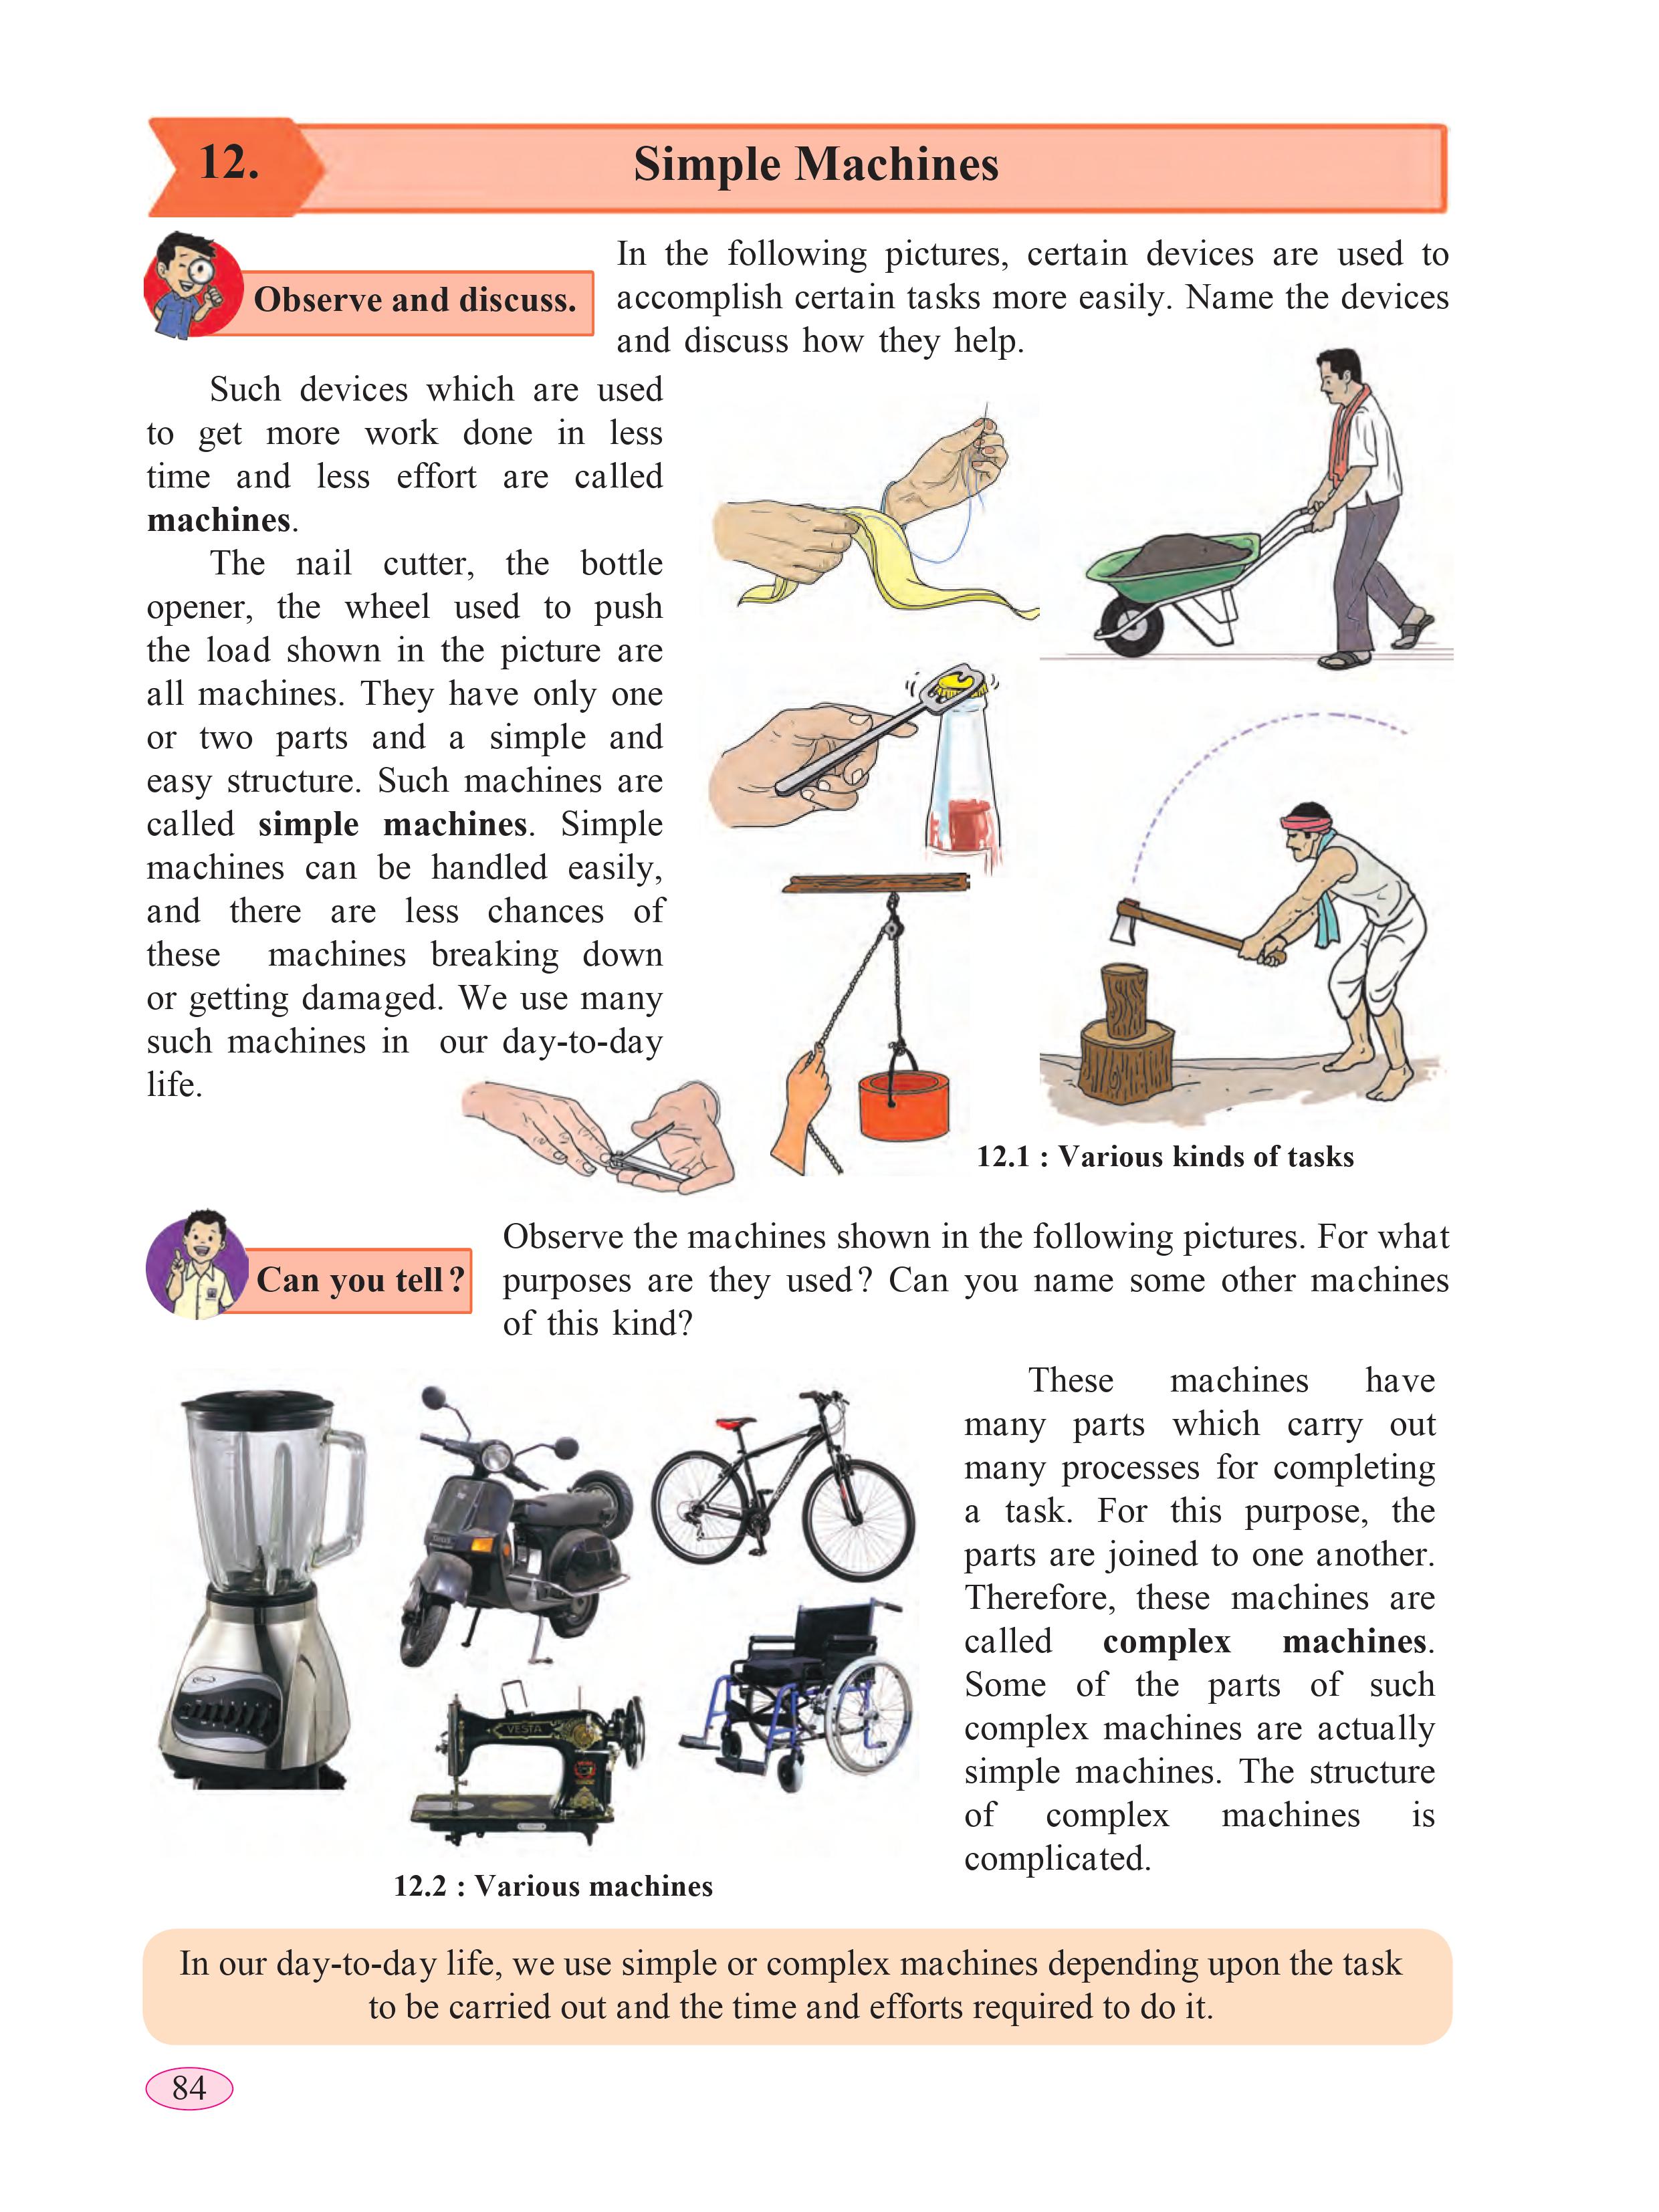 12.
Simple Machines
Observe and discuss.
In the following pictures, certain devices are used to
accomplish certain tasks more easily. Name the devices
and discuss how they help.
Such devices which are used
to get more work done in less
time and less effort are called
machines.
The nail cutter, the bottle
opener, the wheel used to push
the load shown in the picture are
all machines. They have only one
or two parts and a simple and
easy structure. Such machines are
called simple machines. Simple
machines can be handled easily,
and there are less chances of
these machines breaking down
or getting damaged. We use many
such machines in our day-to-day
life.
12.1 : Various kinds of tasks
Can you tell?
Observe the machines shown in the following pictures. For what
purposes are they used? Can you name some other machines
of this kind?
VESTA
These machines have
many parts which carry out
many processes for completing
a task. For this purpose, the
parts are joined to one another.
Therefore, these machines are
called complex machines.
Some of the parts of such
complex machines are actually
simple machines. The structure
of complex machines is
complicated.
12.2 : Various machines
In our day-to-day life, we use simple or complex machines depending upon the task
to be carried out and the time and efforts required to do it.
84